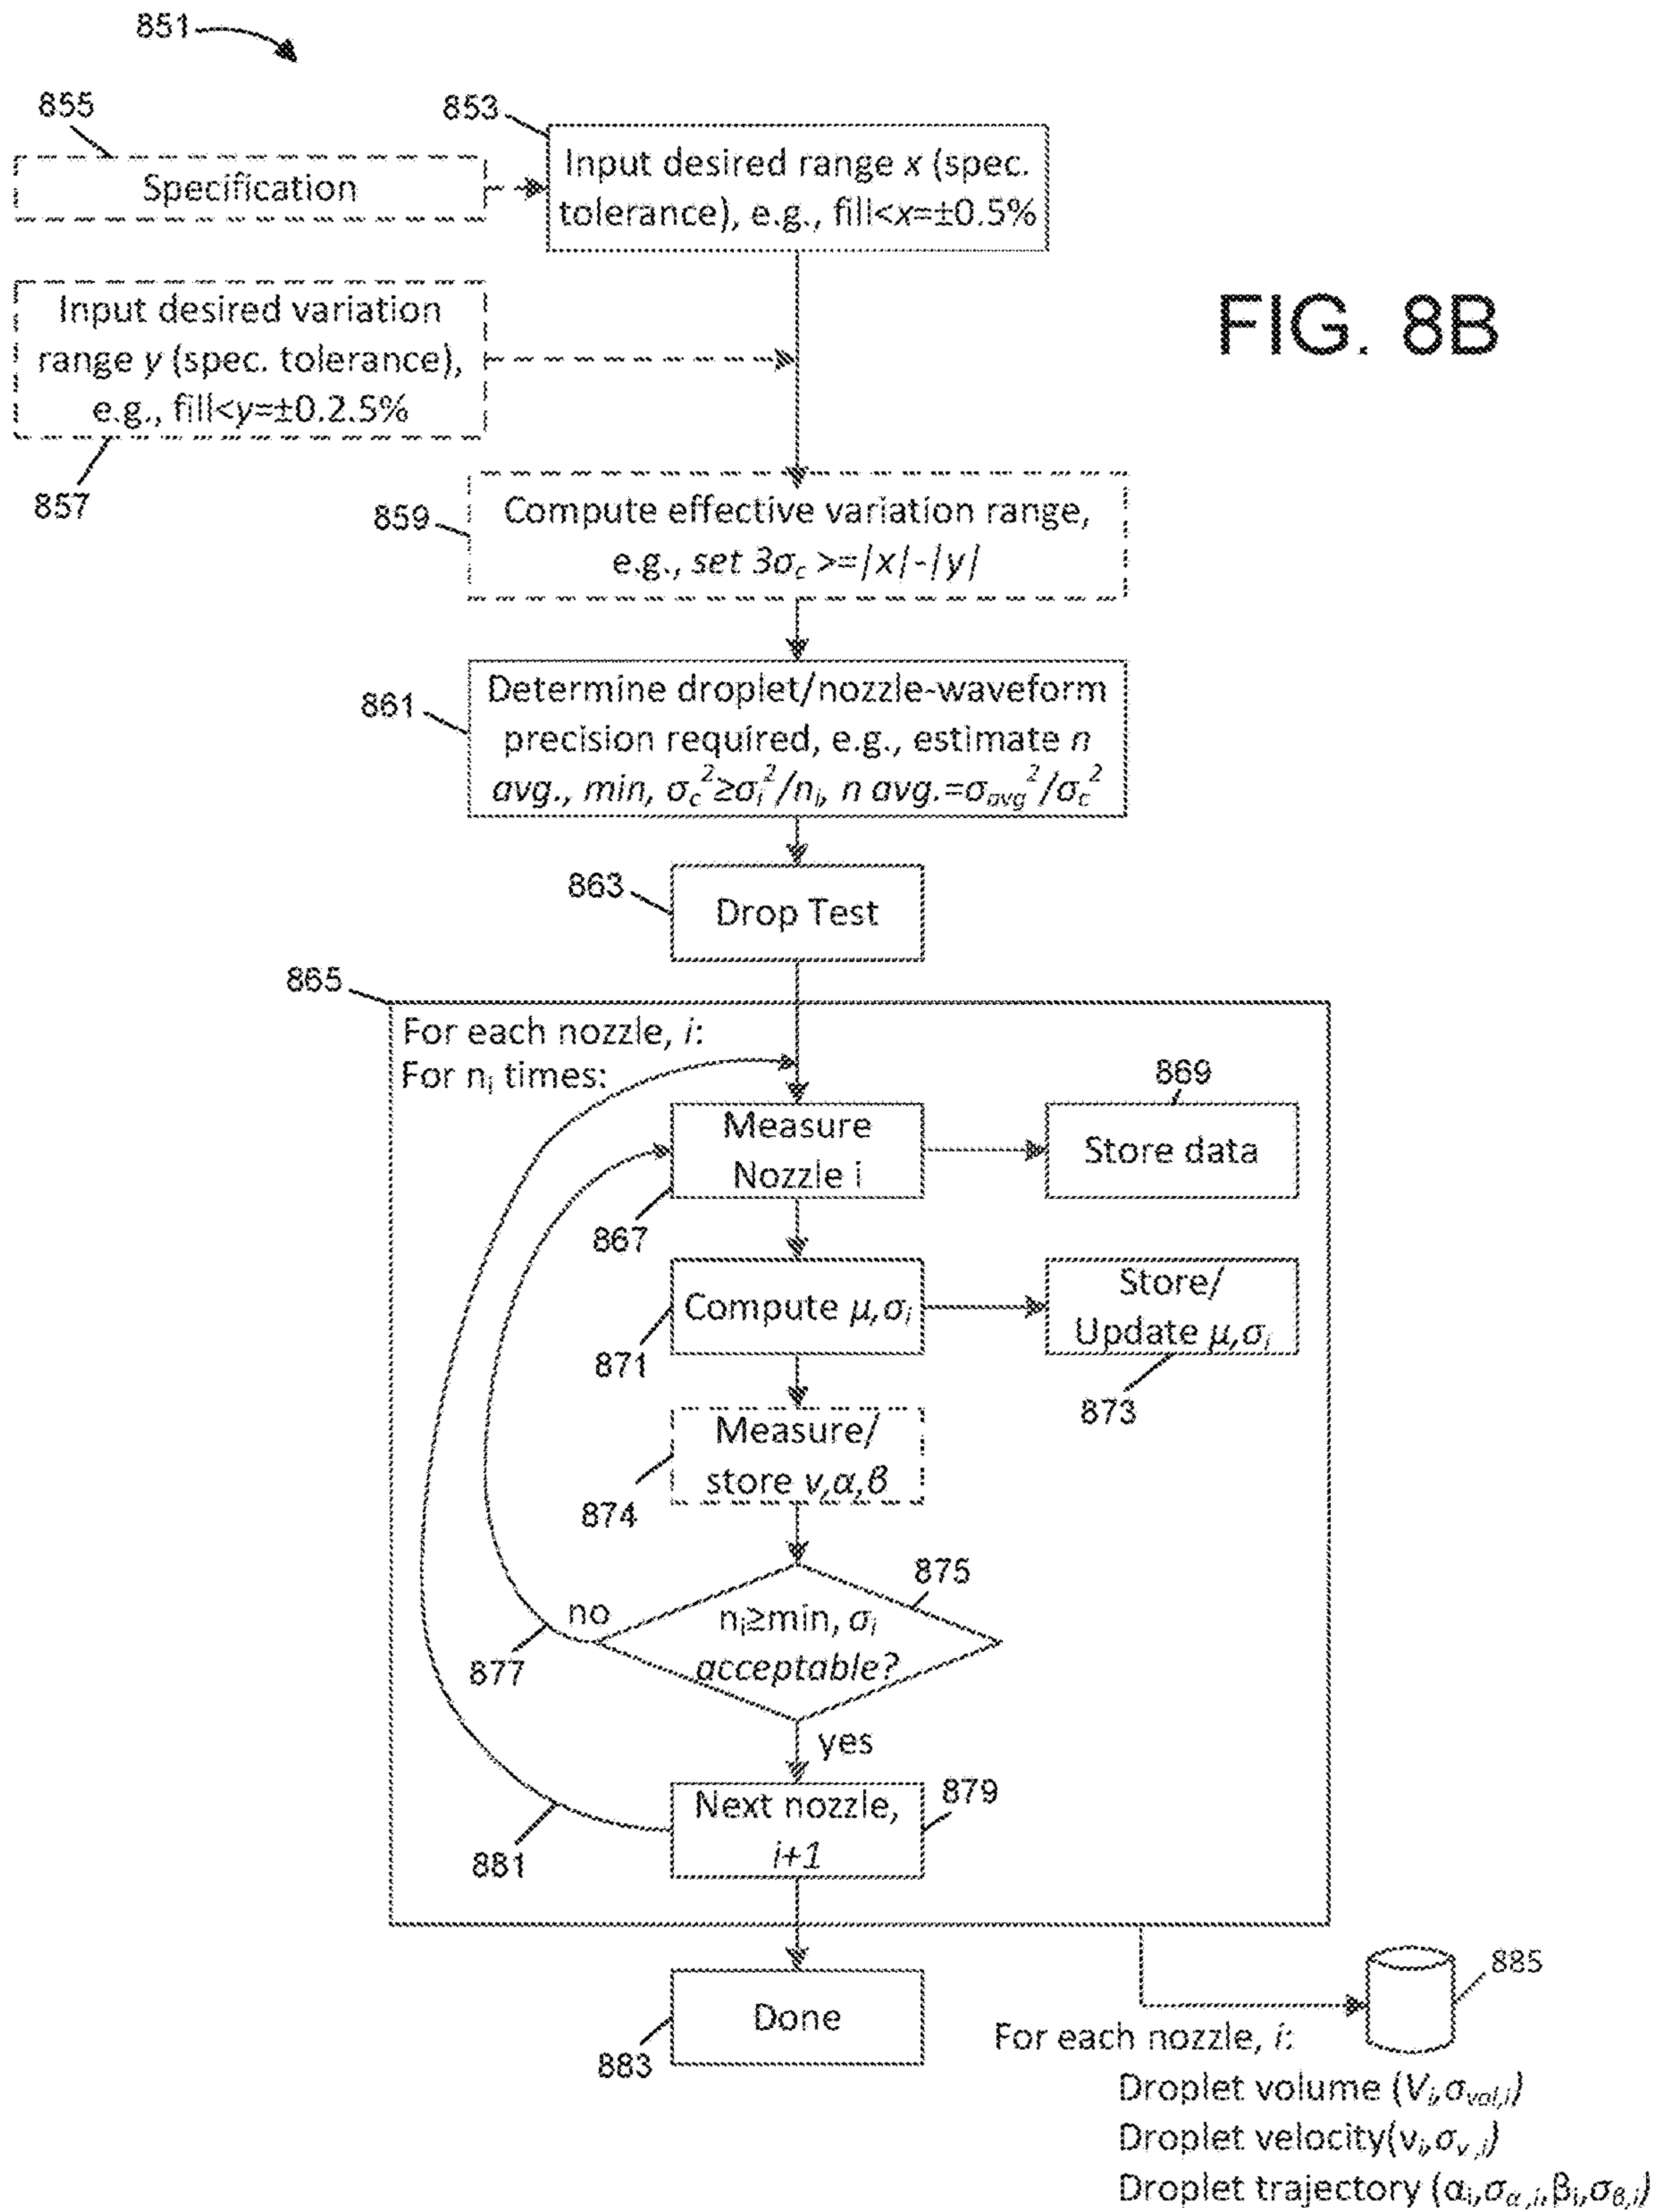 851
855
853
Specification
Input desired range x (spec.
tolerance), e.g., fill<x=±0.5%
Input desired variation
range y (spec. tolerance),
e.g., fill<y=±0.2.5%
FIG. 8B
857
859
Compute effective variation range,
e.g., set 3σc >=|x|-|y|
861
Determine droplet/nozzle-waveform
precision required, e.g., estimate n
avg., min, σc²≥σi²/ni, n avg.=σavg²/σc²
863
Drop Test
865
For each nozzle, i:
For ni times:
869
Measure
Nozzle i
Store data
867
Compute μ,σi
Store/
Update μ,σi
871
873
Measure/
store v,α,β
874
875
no
ni≥min, σi
acceptable?
877
yes
879
Next nozzle,
i+1
881
885
Done
883
For each nozzle, i:
Droplet volume (Vi,σvol,i)
Droplet velocity(vi,σv,i)
Droplet trajectory (αi,σα,i,βi,σβ,i)